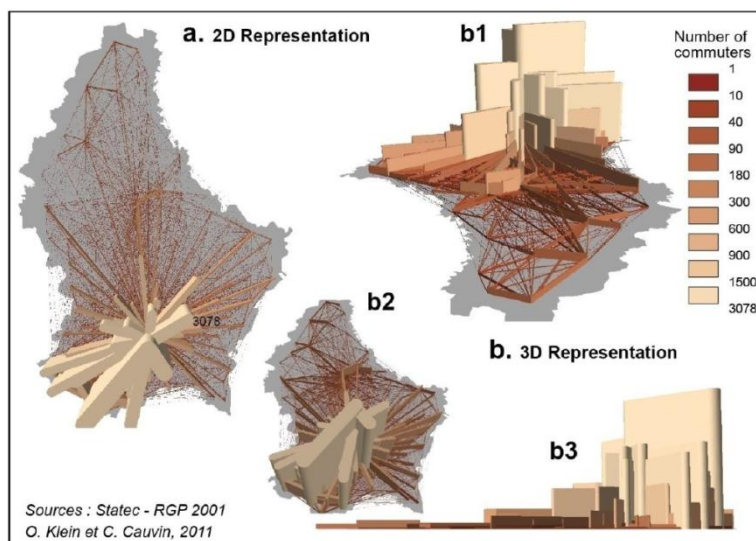 a. 2D Representation
b1
Number of
commuters
1
10
40
90
180
300
600
900
1500
3078
3078
b2
b. 3D Representation
b3
Sources : Statec - RGP 2001
O. Klein et C. Cauvin, 2011